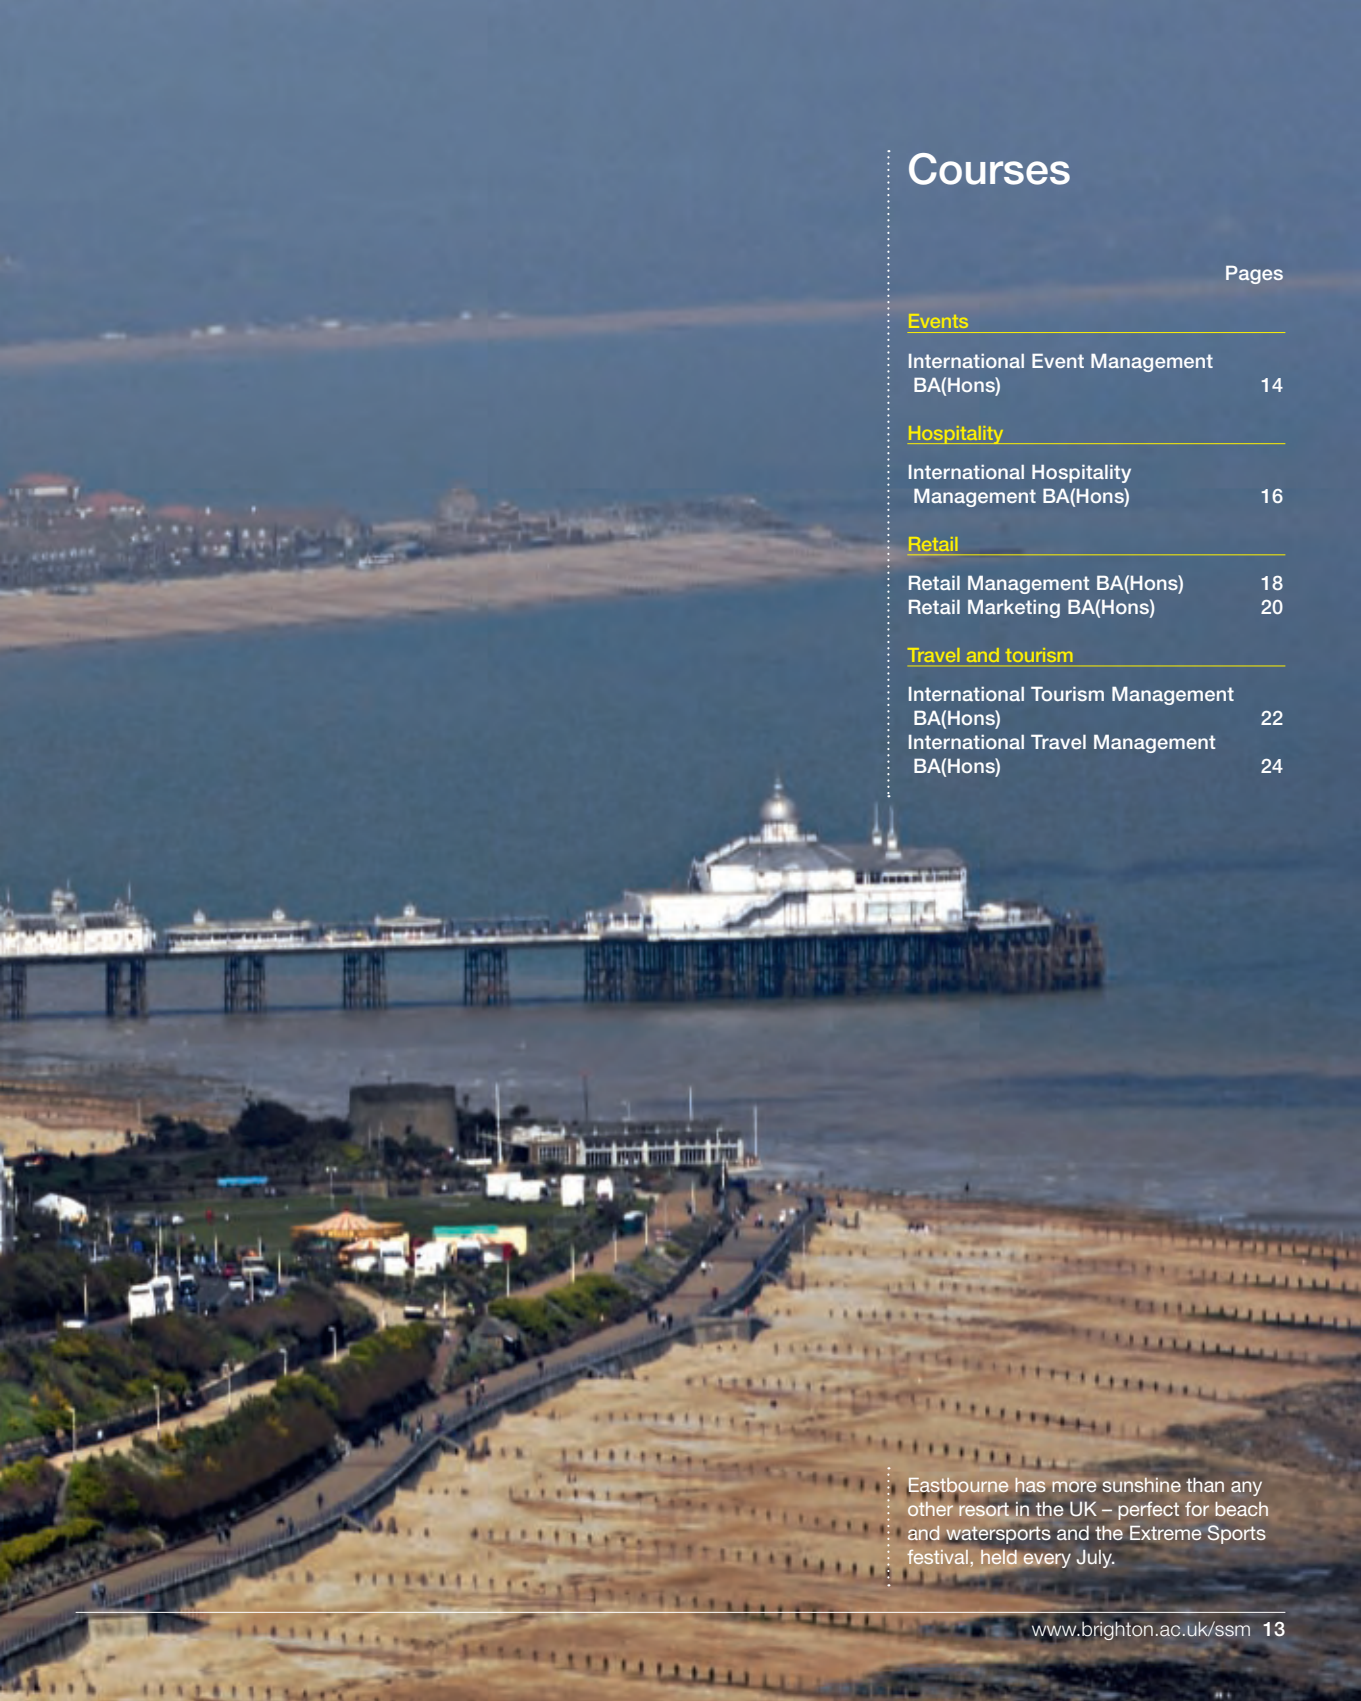 Courses
Pages
Events
International Event Management
BA(Hons) 14
Hospitality
International Hospitality
Management BA(Hons) 16
Retail
Retail Management BA(Hons) 18
Retail Marketing BA(Hons) 20
Travel and tourism
International Tourism Management
BA(Hons) 22
International Travel Management
BA(Hons) 24
Eastbourne has more sunshine than any
other resort in the UK – perfect for beach
and watersports and the Extreme Sports
festival, held every July.
www.brighton.ac.uk/ssm 13